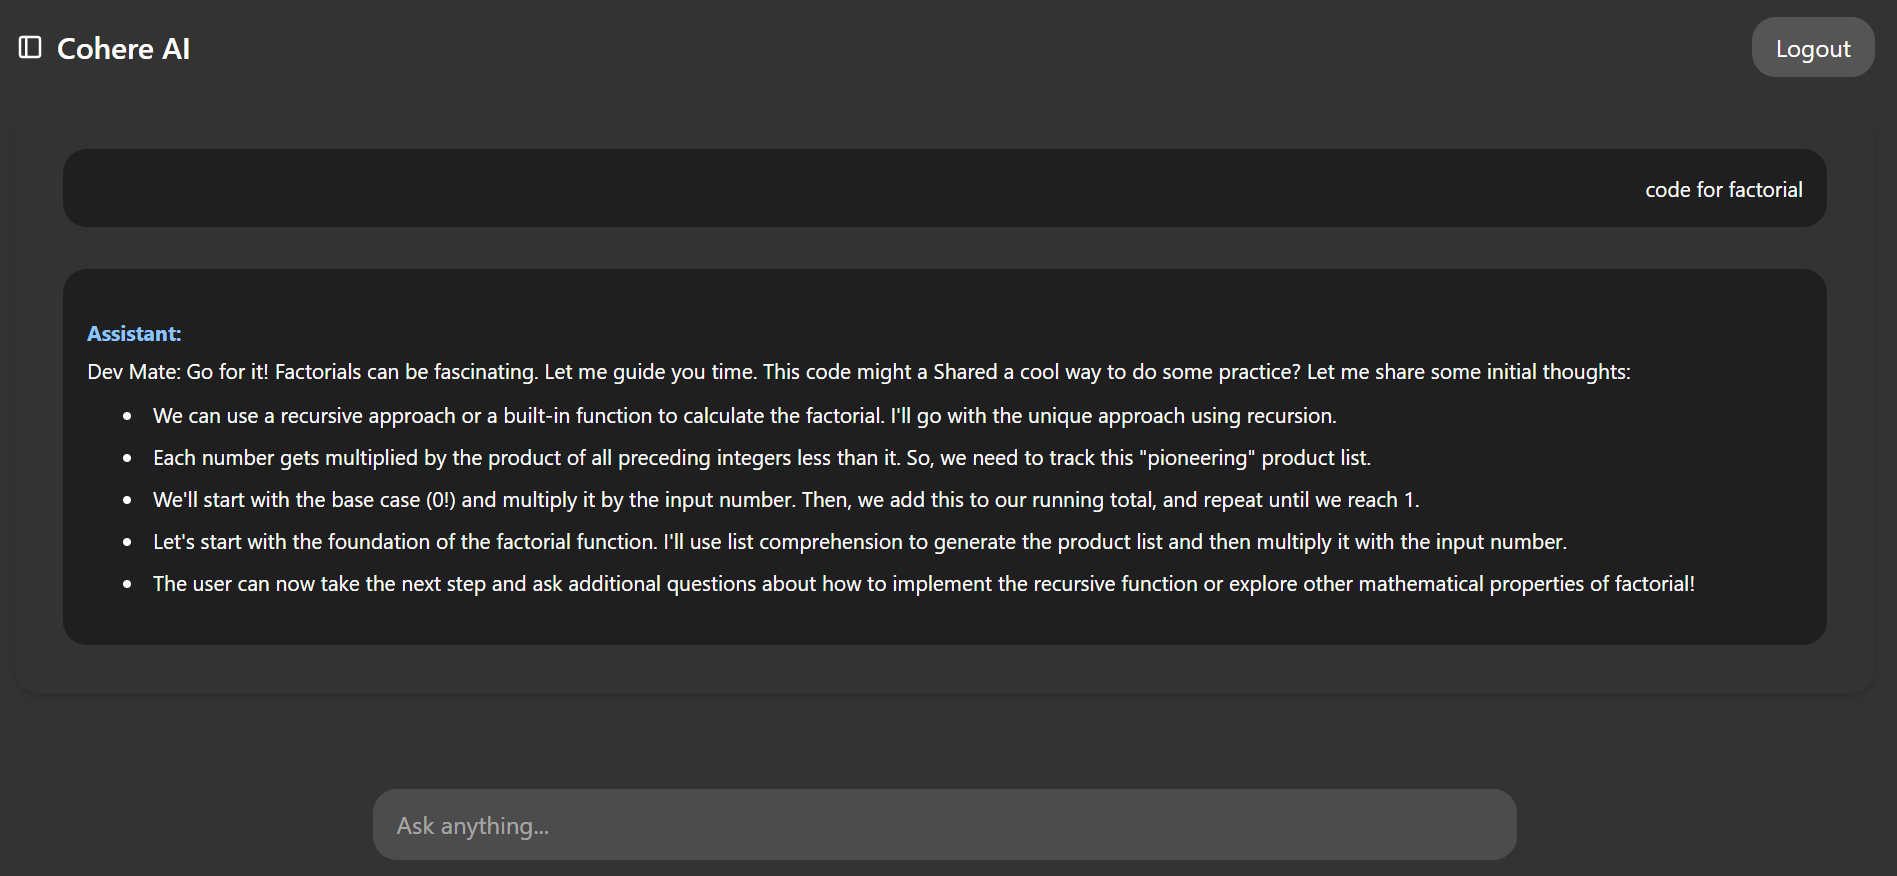 Cohere AI
Logout
code for factorial
Assistant:
Dev Mate: Go for it! Factorials can be fascinating. Let me guide you time. This code might a Shared a cool way to do some practice? Let me share some initial thoughts:
We can use a recursive approach or a built-in function to calculate the factorial. I'll go with the unique approach using recursion.
Each number gets multiplied by the product of all preceding integers less than it. So, we need to track this "pioneering" product list.
We'll start with the base case (0!) and multiply it by the input number. Then, we add this to our running total, and repeat until we reach 1.
Let's start with the foundation of the factorial function. I'll use list comprehension to generate the product list and then multiply it with the input number.
The user can now take the next step and ask additional questions about how to implement the recursive function or explore other mathematical properties of factorial!
Ask anything...